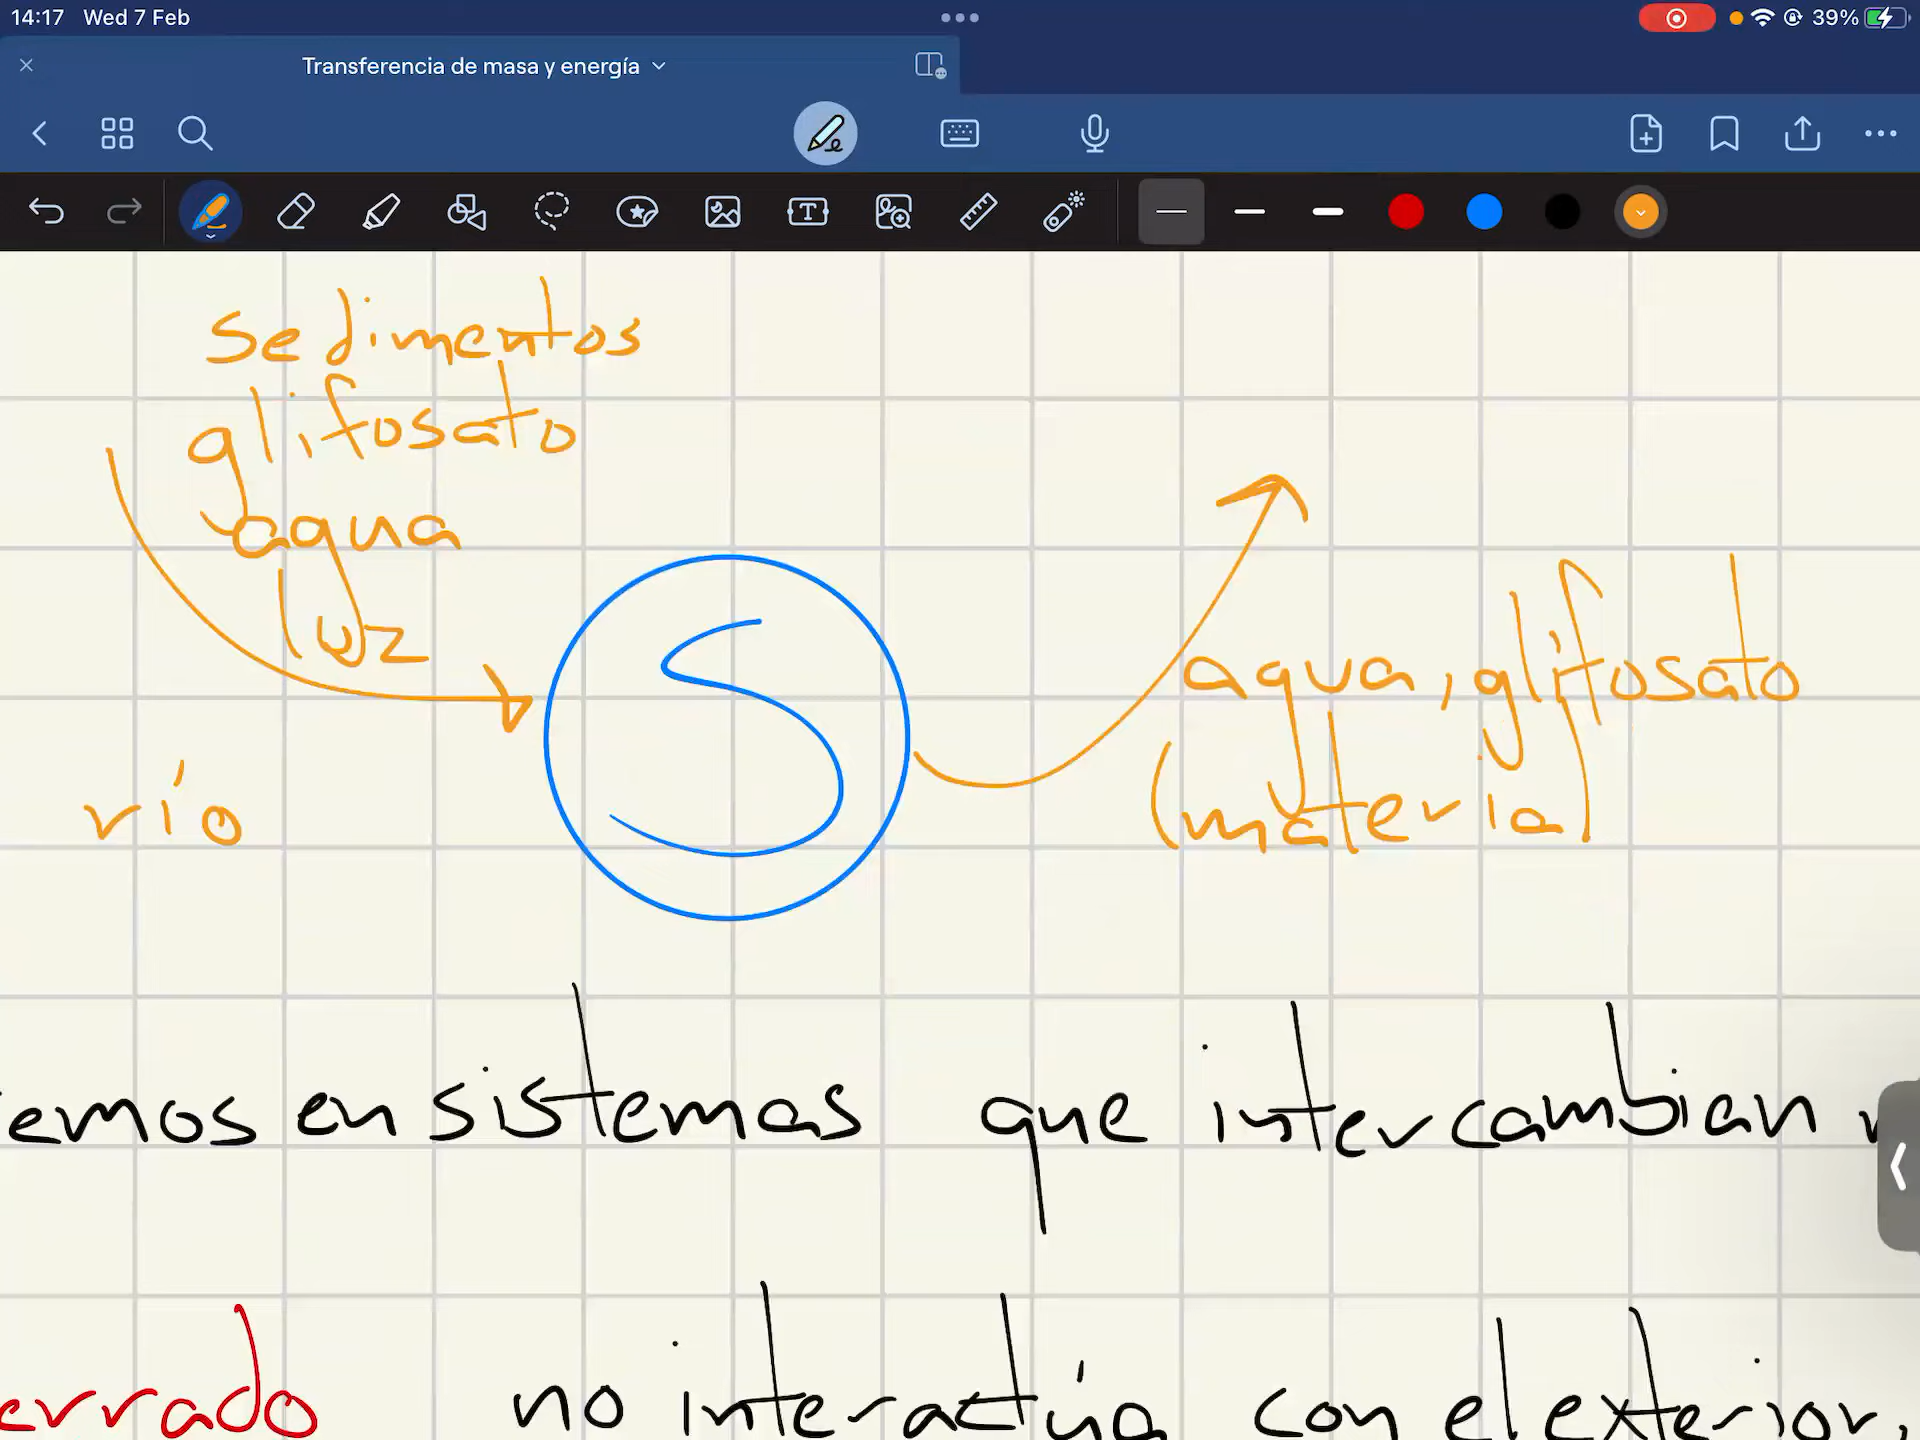 14:17 Wed 7 Feb
39%
Transferencia de masa y energía
sedimentos
glifosato
agua
luz
S
río
agua, glifosato
(materia)
emos en sistemas que intercambian
errado no interactúa con el exterior.